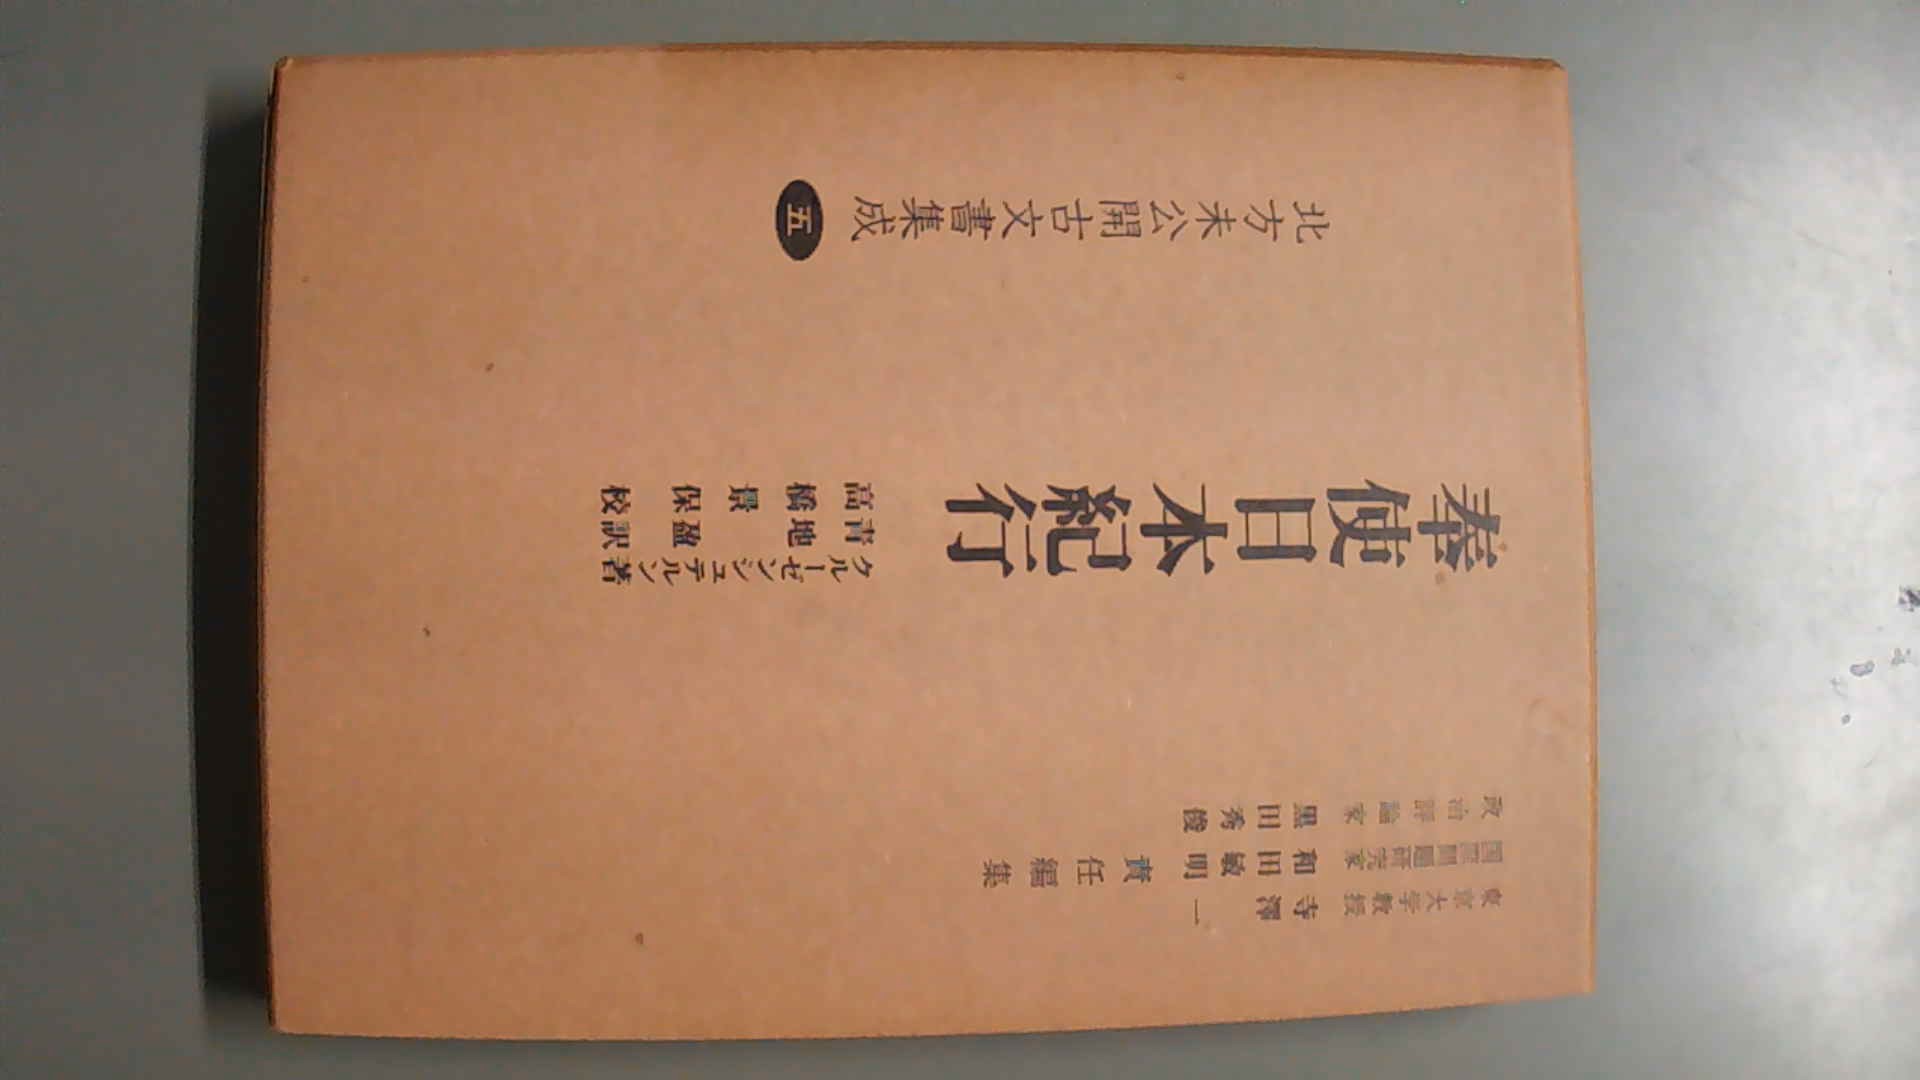 東京大学教授 寺澤一
国際問題研究家 和田敏明 責任編集
政治評論家 黒田秀俊
奉使日本紀行
クルーゼンシュテルン著
青地盈訳
高橋景保校
北方未公開古文書集成 五